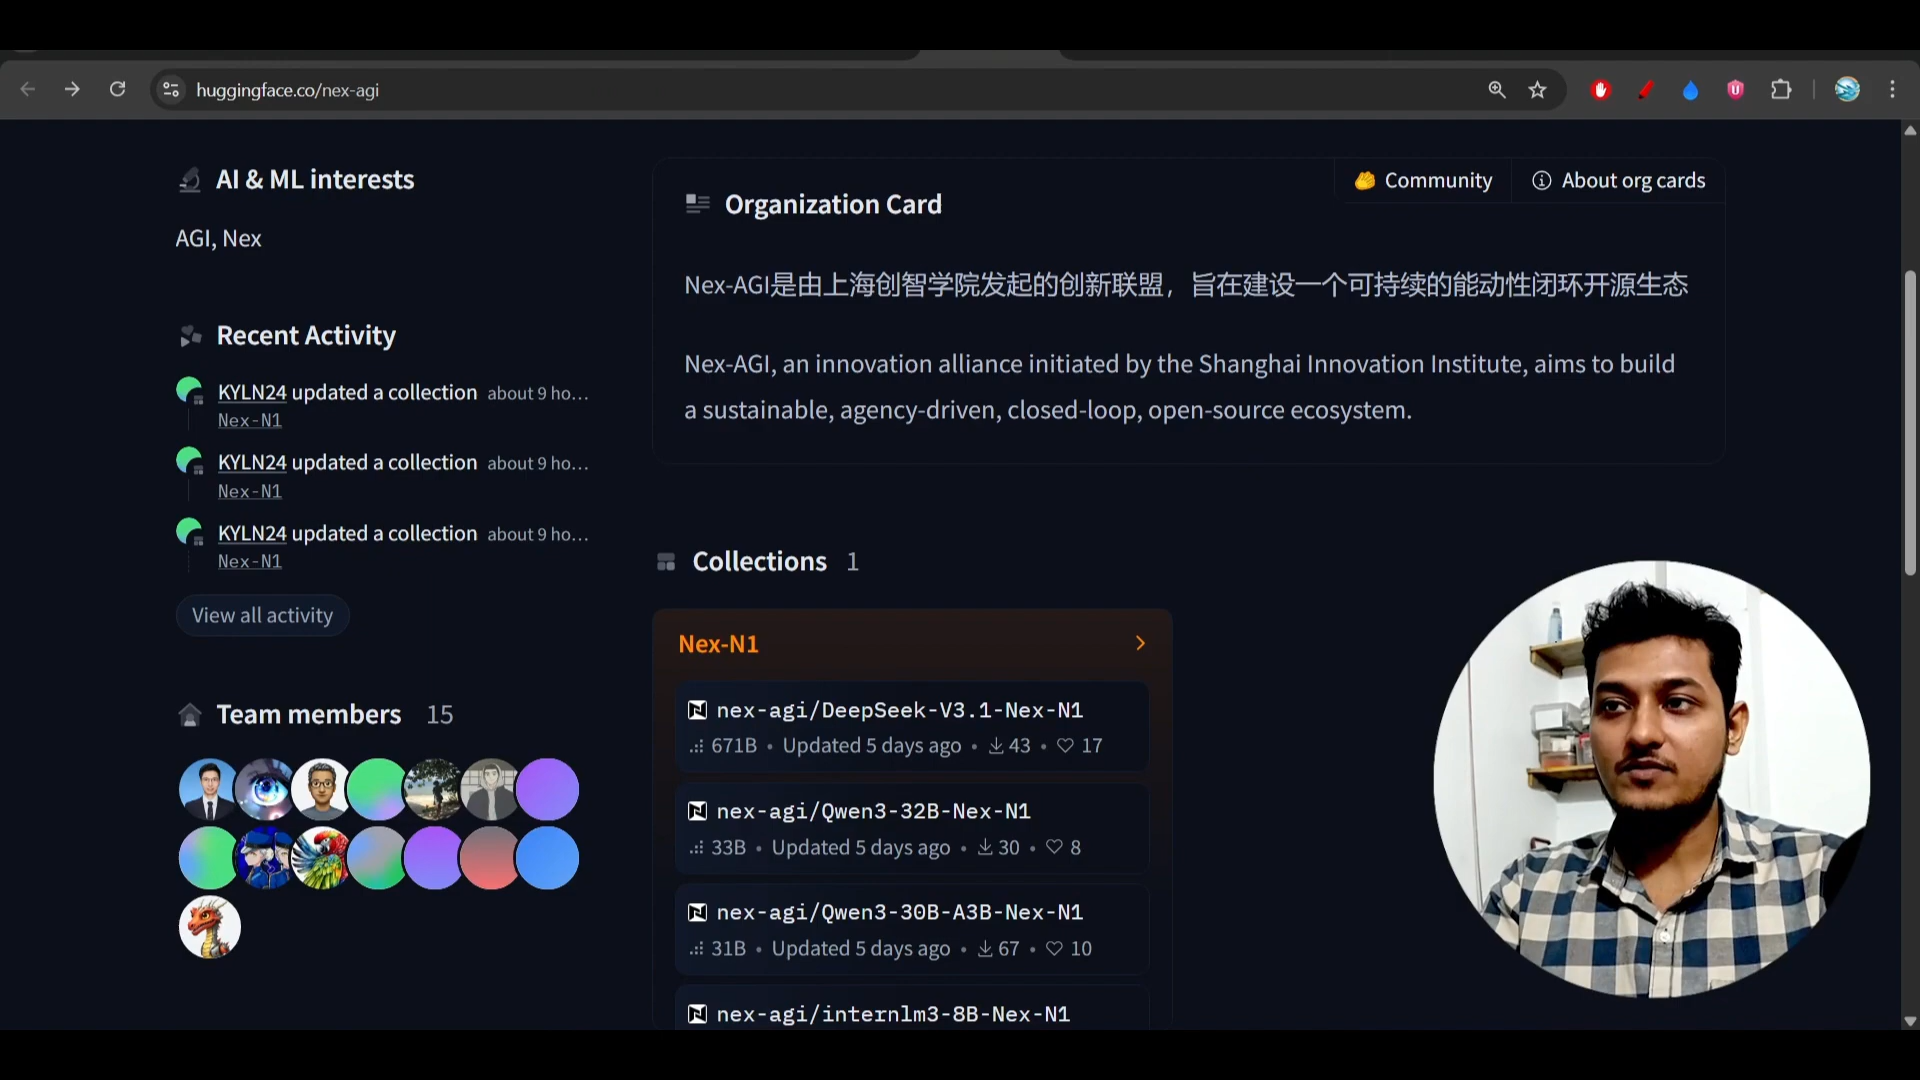 huggingface.co/nex-agi
AI & ML interests
AGI, Nex
Recent Activity
KYLN24 updated a collection about 9 ho...
Nex-N1
KYLN24 updated a collection about 9 ho...
Nex-N1
KYLN24 updated a collection about 9 ho...
Nex-N1
View all activity
Team members 15
Community
About org cards
Organization Card
Nex-AGI是由上海创智学院发起的创新联盟，旨在建设一个可持续的能动性闭环开源生态
Nex-AGI, an innovation alliance initiated by the Shanghai Innovation Institute, aims to build
a sustainable, agency-driven, closed-loop, open-source ecosystem.
Collections 1
Nex-N1
nex-agi/DeepSeek-V3.1-Nex-N1
671B • Updated 5 days ago • 43 • 17
nex-agi/Qwen3-32B-Nex-N1
33B • Updated 5 days ago • 30 • 8
nex-agi/Qwen3-30B-A3B-Nex-N1
31B • Updated 5 days ago • 67 • 10
nex-agi/internlm3-8B-Nex-N1